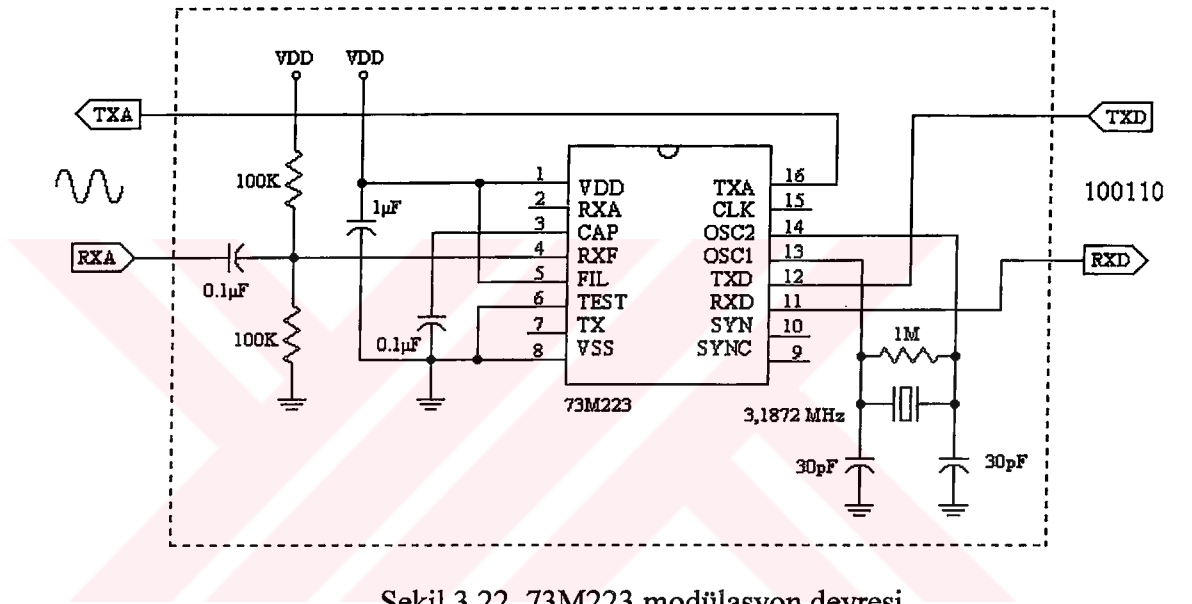 VDD VDD
TXA
TXD
100K
1µF
100110
RXA
0.1µF
100K
0.1µF
1 VDD TXA 16
2 RXA CLK 15
3 CAP OSC2 14
4 RXF OSC1 13
5 FIL TXD 12
6 TEST RXD 11
7 TX SYN 10
8 VSS SYNC 9
RXD
1M
73M223
3,1872 MHz
30pF
30pF
Şekil 3.22. 73M223 modülasyon devresi